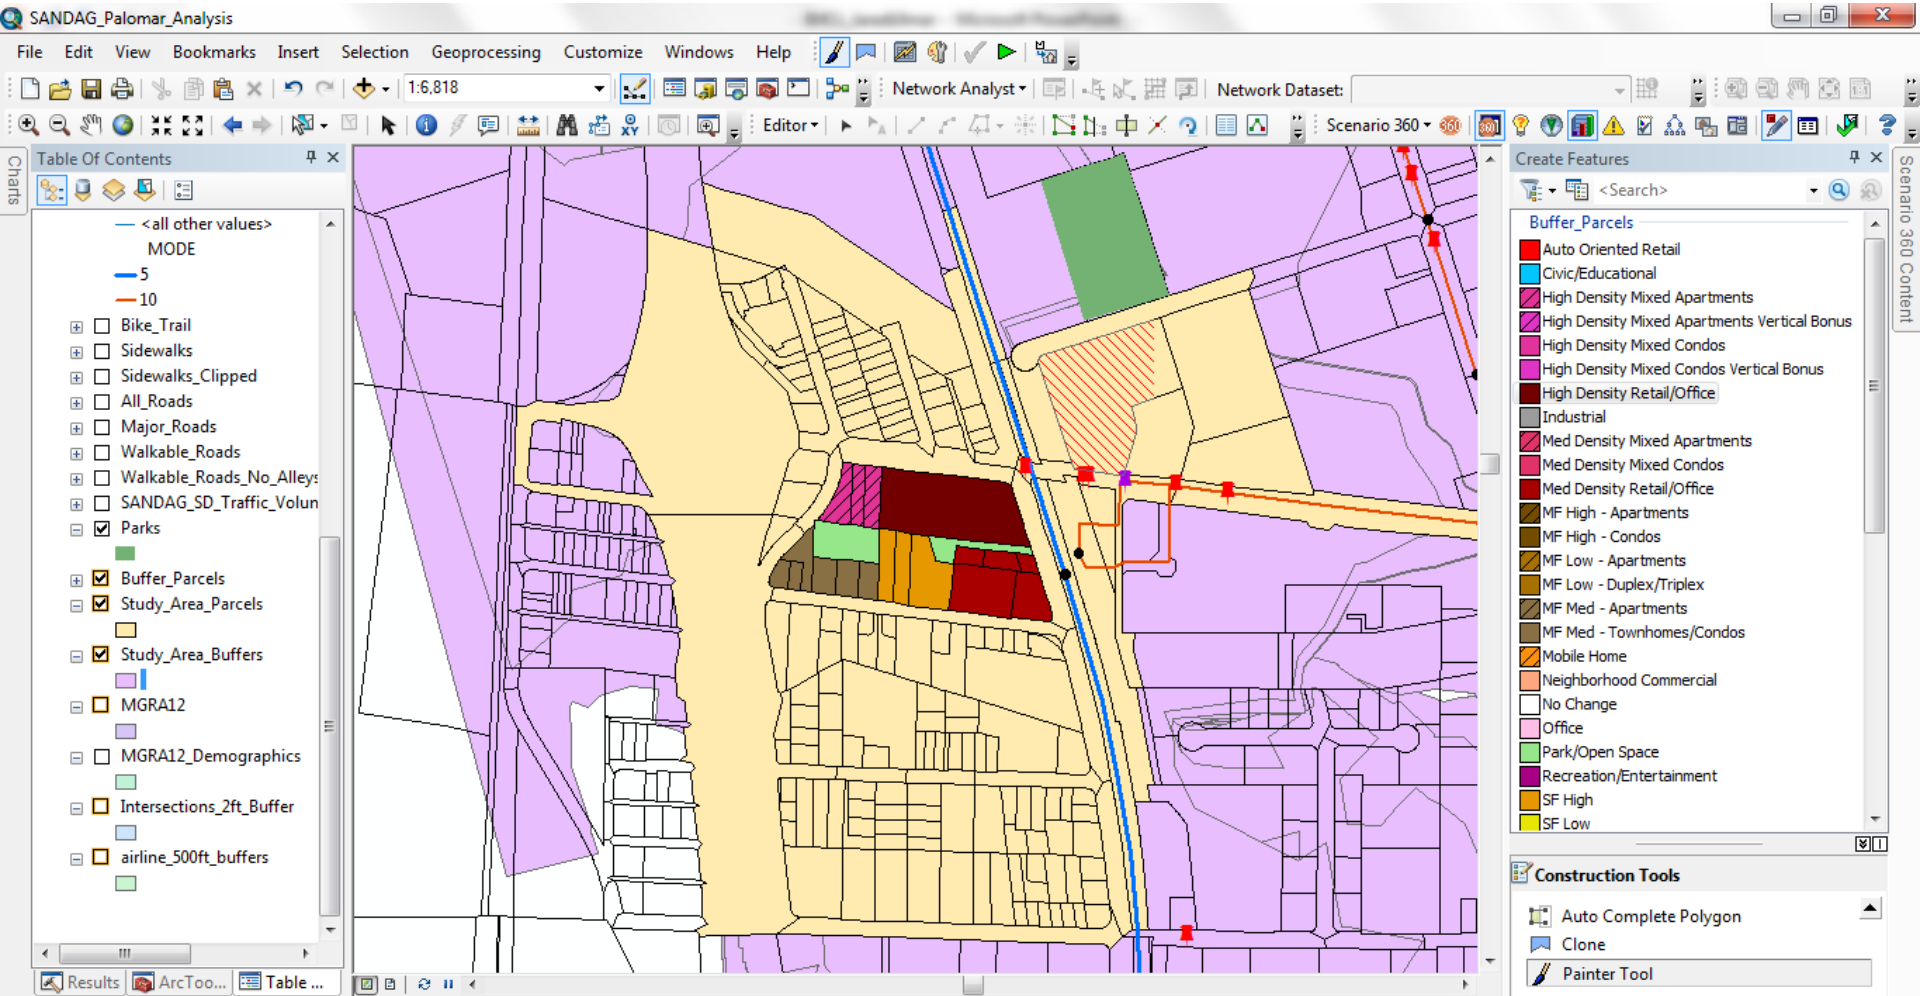 SANDAG_Palomar_Analysis
File Edit View Bookmarks Insert Selection Geoprocessing Customize Windows Help
1:6,818 Network Analyst Network Dataset:
Editor Scenario 360
Charts
Table Of Contents
<all other values>
MODE
5
10
Bike_Trail
Sidewalks
Sidewalks_Clipped
All_Roads
Major_Roads
Walkable_Roads
Walkable_Roads_No_Alleys
SANDAG_SD_Traffic_Volun
Parks
Buffer_Parcels
Study_Area_Parcels
Study_Area_Buffers
MGRA12
MGRA12_Demographics
Intersections_2ft_Buffer
airline_500ft_buffers
Results ArcToo... Table ...
Create Features
<Search>
Buffer_Parcels
Auto Oriented Retail
Civic/Educational
High Density Mixed Apartments
High Density Mixed Apartments Vertical Bonus
High Density Mixed Condos
High Density Mixed Condos Vertical Bonus
High Density Retail/Office
Industrial
Med Density Mixed Apartments
Med Density Mixed Condos
Med Density Retail/Office
MF High - Apartments
MF High - Condos
MF Low - Apartments
MF Low - Duplex/Triplex
MF Med - Apartments
MF Med - Townhomes/Condos
Mobile Home
Neighborhood Commercial
No Change
Office
Park/Open Space
Recreation/Entertainment
SF High
SF Low
Construction Tools
Auto Complete Polygon
Clone
Painter Tool
Scenario 360 Content